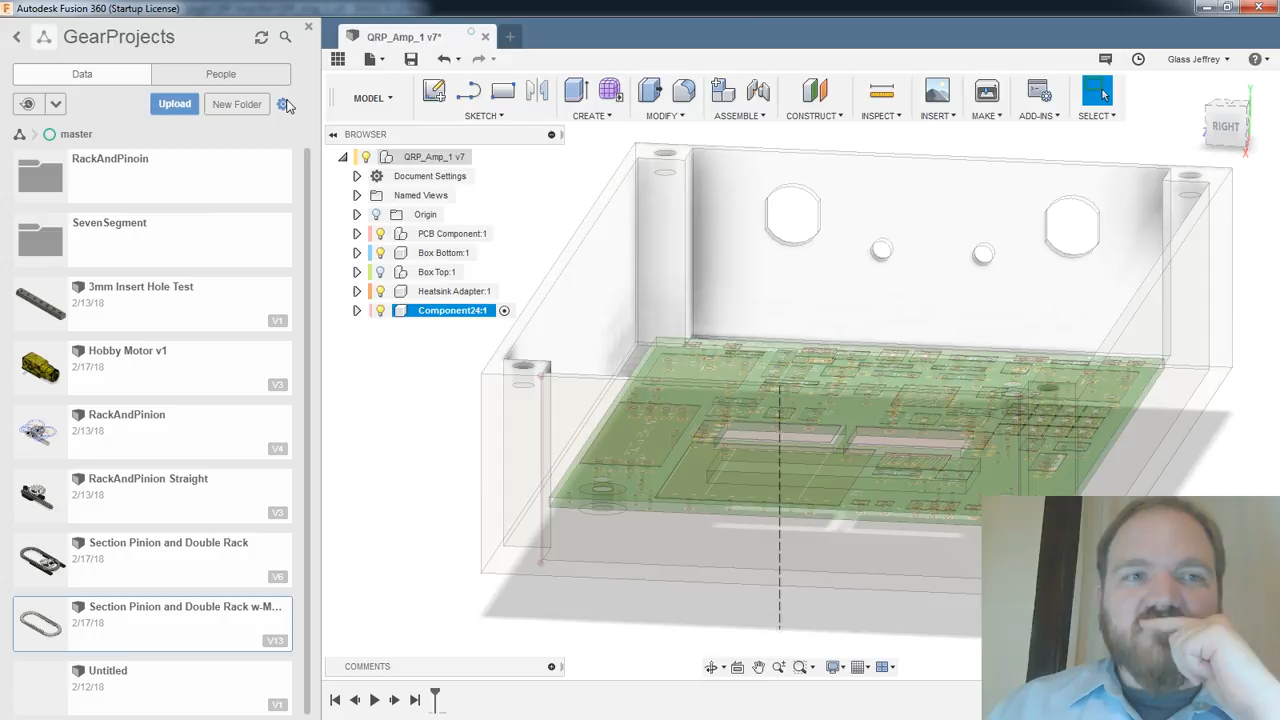 Autodesk Fusion 360 (Startup License)
GearProjects
Data
People
Upload
New Folder
master
RackAndPinoin
SevenSegment
3mm Insert Hole Test
2/13/18
V1
Hobby Motor v1
2/17/18
V3
RackAndPinion
2/13/18
V4
RackAndPinion Straight
2/13/18
V3
Section Pinion and Double Rack
2/17/18
V6
Section Pinion and Double Rack w-M...
2/17/18
V13
Untitled
2/12/18
V1
QRP_Amp_1 v7*
Glass Jeffrey
MODEL
SKETCH
CREATE
MODIFY
ASSEMBLE
CONSTRUCT
INSPECT
INSERT
MAKE
ADD-INS
SELECT
BROWSER
QRP_Amp_1 v7
Document Settings
Named Views
Origin
PCB Component:1
Box Bottom:1
Box Top:1
Heatsink Adapter:1
Component24:1
RIGHT
Y
Z
X
COMMENTS